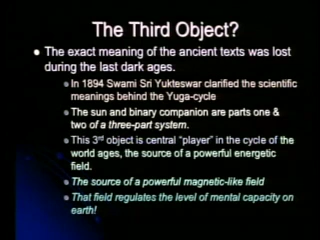 The Third Object?
The exact meaning of the ancient texts was lost
during the last dark ages.
In 1894 Swami Sri Yukteswar clarified the scientific
meanings behind the Yuga-cycle
The sun and binary companion are parts one &
two of a three-part system.
This 3rd object is central "player" in the cycle of the
world ages, the source of a powerful energetic
field.
The source of a powerful magnetic-like field
That field regulates the level of mental capacity on
earth!